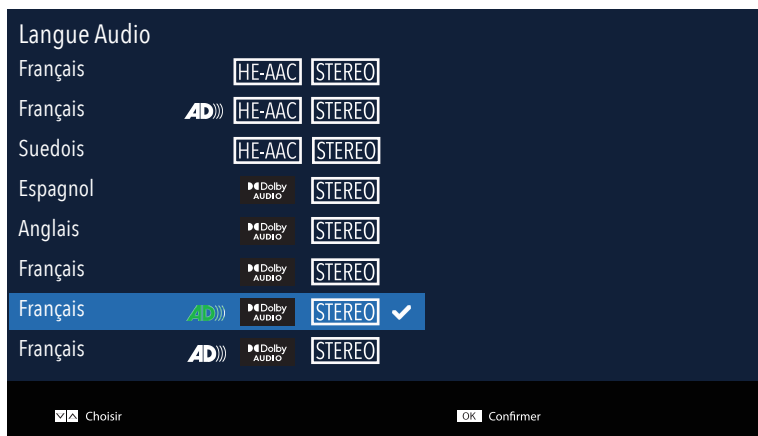 Langue Audio
Français HE-AAC STEREO
Français AD HE-AAC STEREO
Suedois HE-AAC STEREO
Espagnol Dolby AUDIO STEREO
Anglais Dolby AUDIO STEREO
Français Dolby AUDIO STEREO
Français AD Dolby AUDIO STEREO
Français AD Dolby AUDIO STEREO
Choisir OK Confirmer